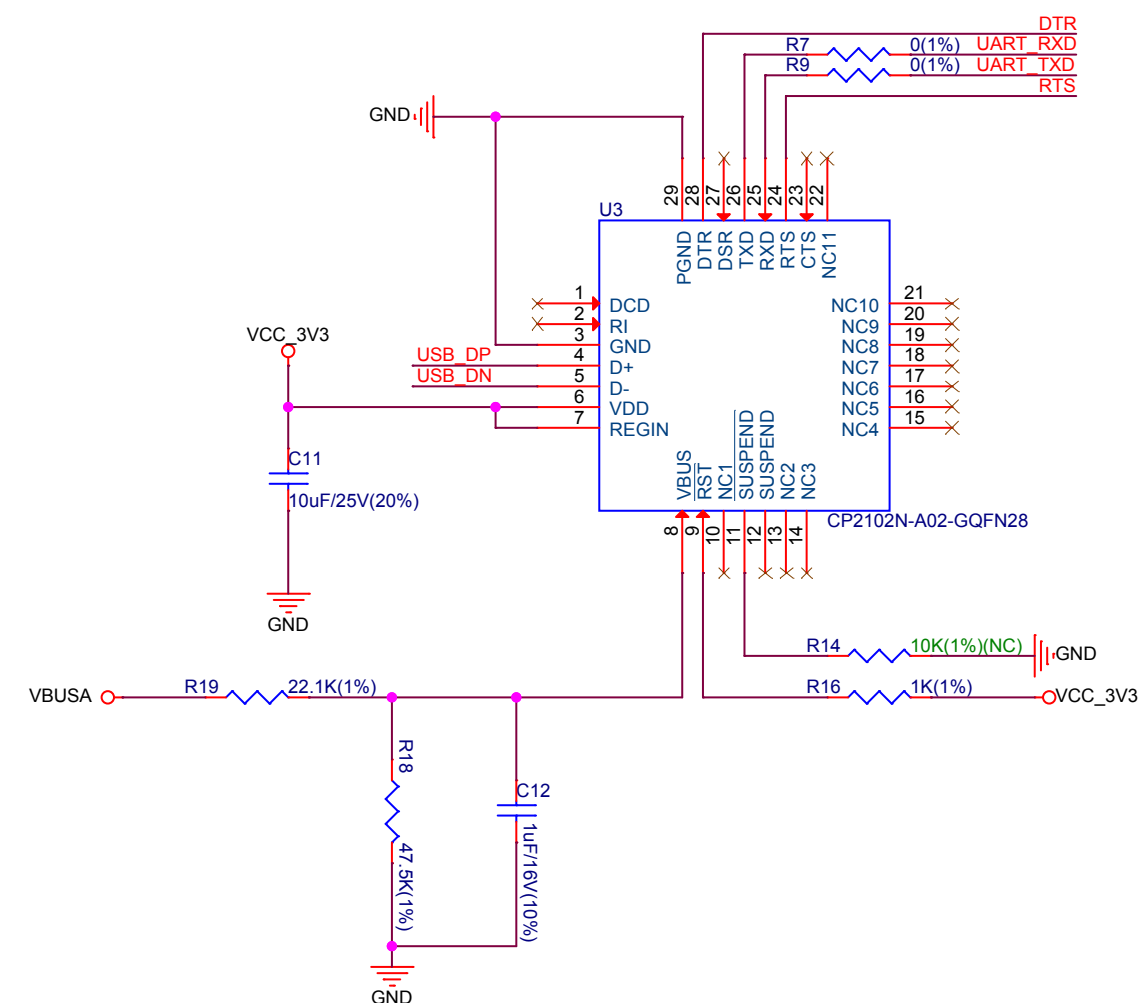 DTR
R7 0(1%) UART_RXD
R9 0(1%) UART_TXD
RTS
GND
29 28 27 26 25 24 23 22
U3
PGND DTR DSR TXD RXD RTS CTS NC11
1 DCD
2 RI
3 GND
USB_DP 4 D+
USB_DN 5 D-
6 VDD
7 REGIN
VCC_3V3
NC10 21
NC9 20
NC8 19
NC7 18
NC6 17
NC5 16
NC4 15
C11
10uF/25V(20%)
GND
VBUS RST NC1 SUSPEND SUSPEND NC2 NC3
8 9 10 11 12 13 14
CP2102N-A02-GQFN28
R14 10K(1%)(NC) GND
R16 1K(1%) VCC_3V3
VBUSA R19 22.1K(1%)
R18
47.5K(1%)
C12
1uF/16V(10%)
GND